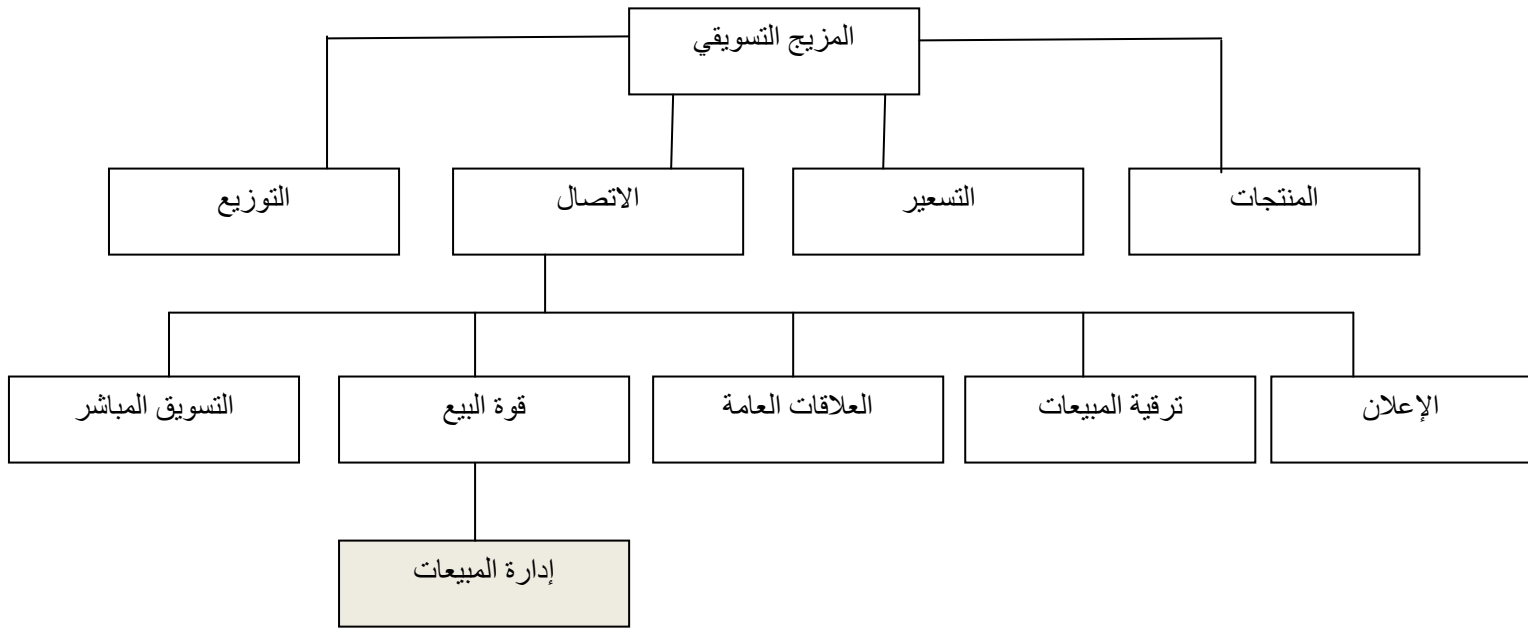 المزيج التسويقي
المنتجات
التسعير
الاتصال
التوزيع
الإعلان
ترقية المبيعات
العلاقات العامة
قوة البيع
التسويق المباشر
إدارة المبيعات